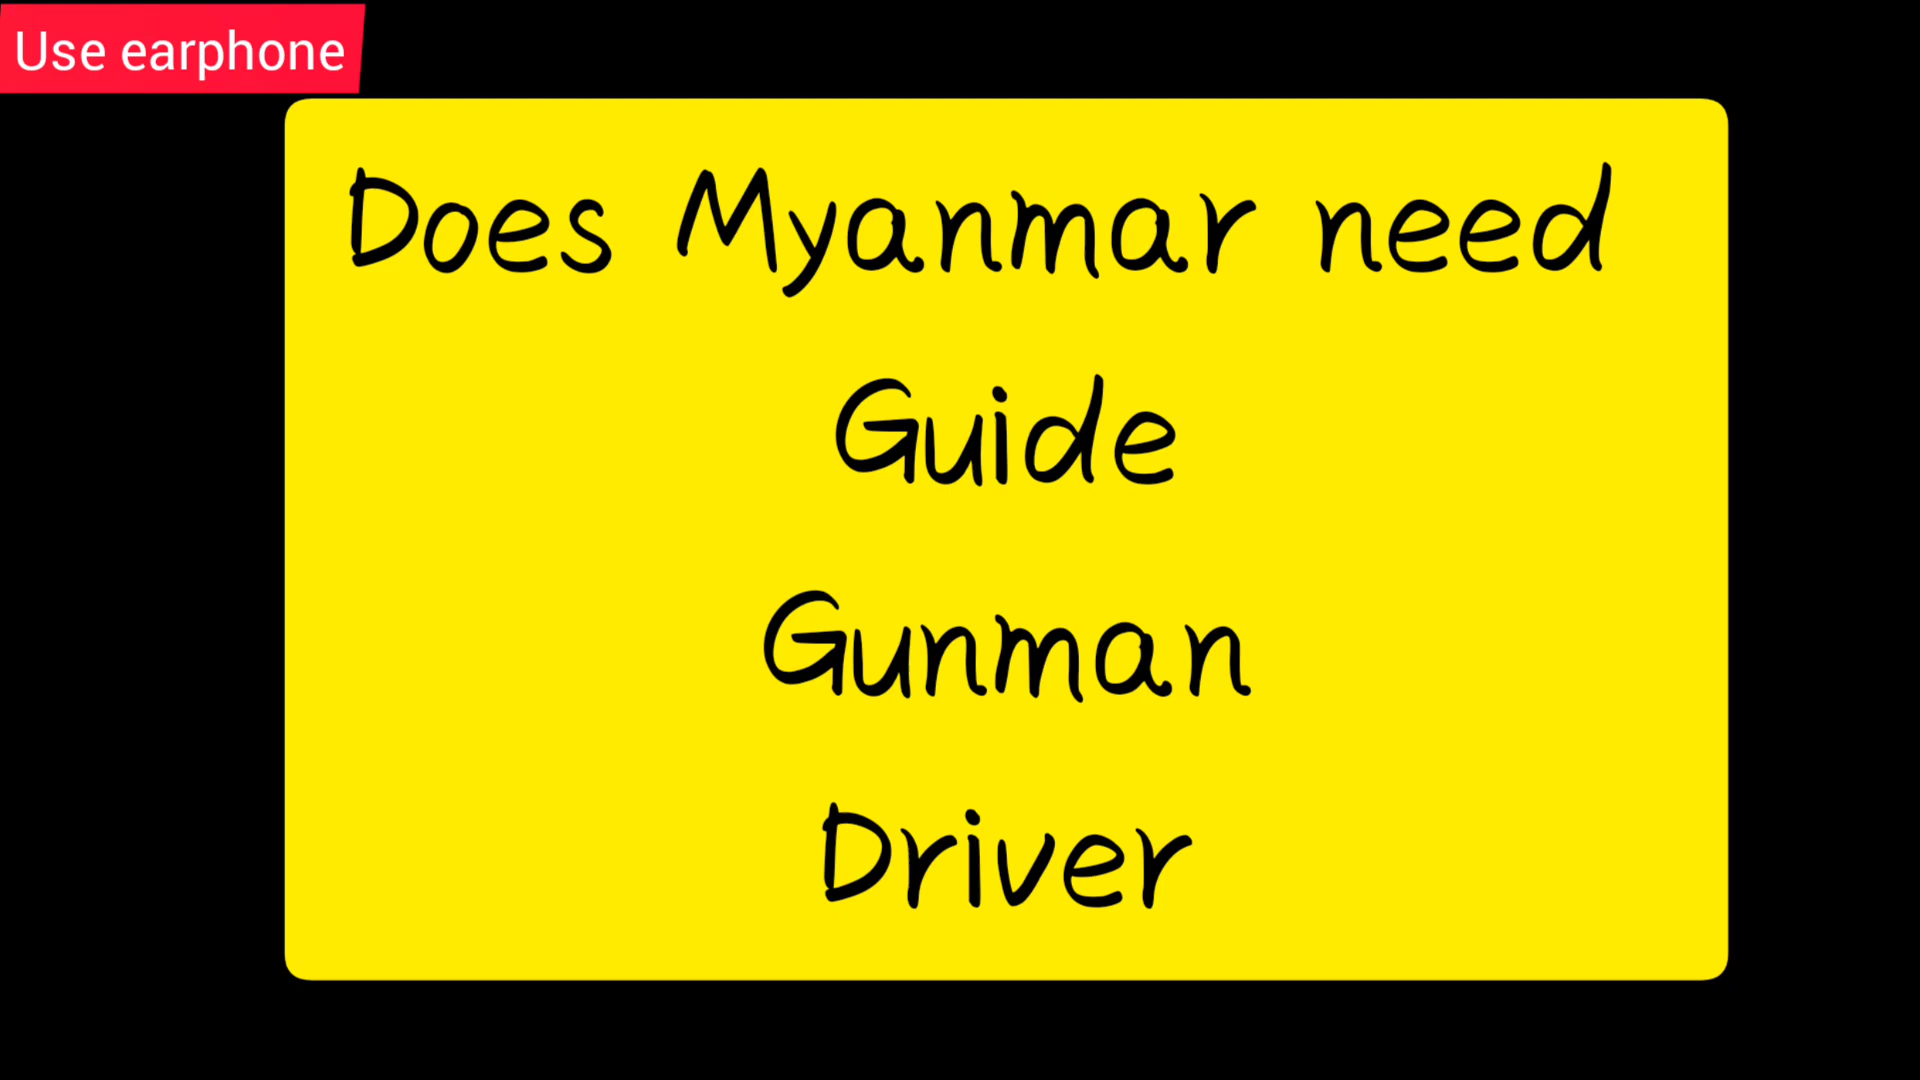 Use earphone
Does Myanmar need
Guide
Gunman
Driver